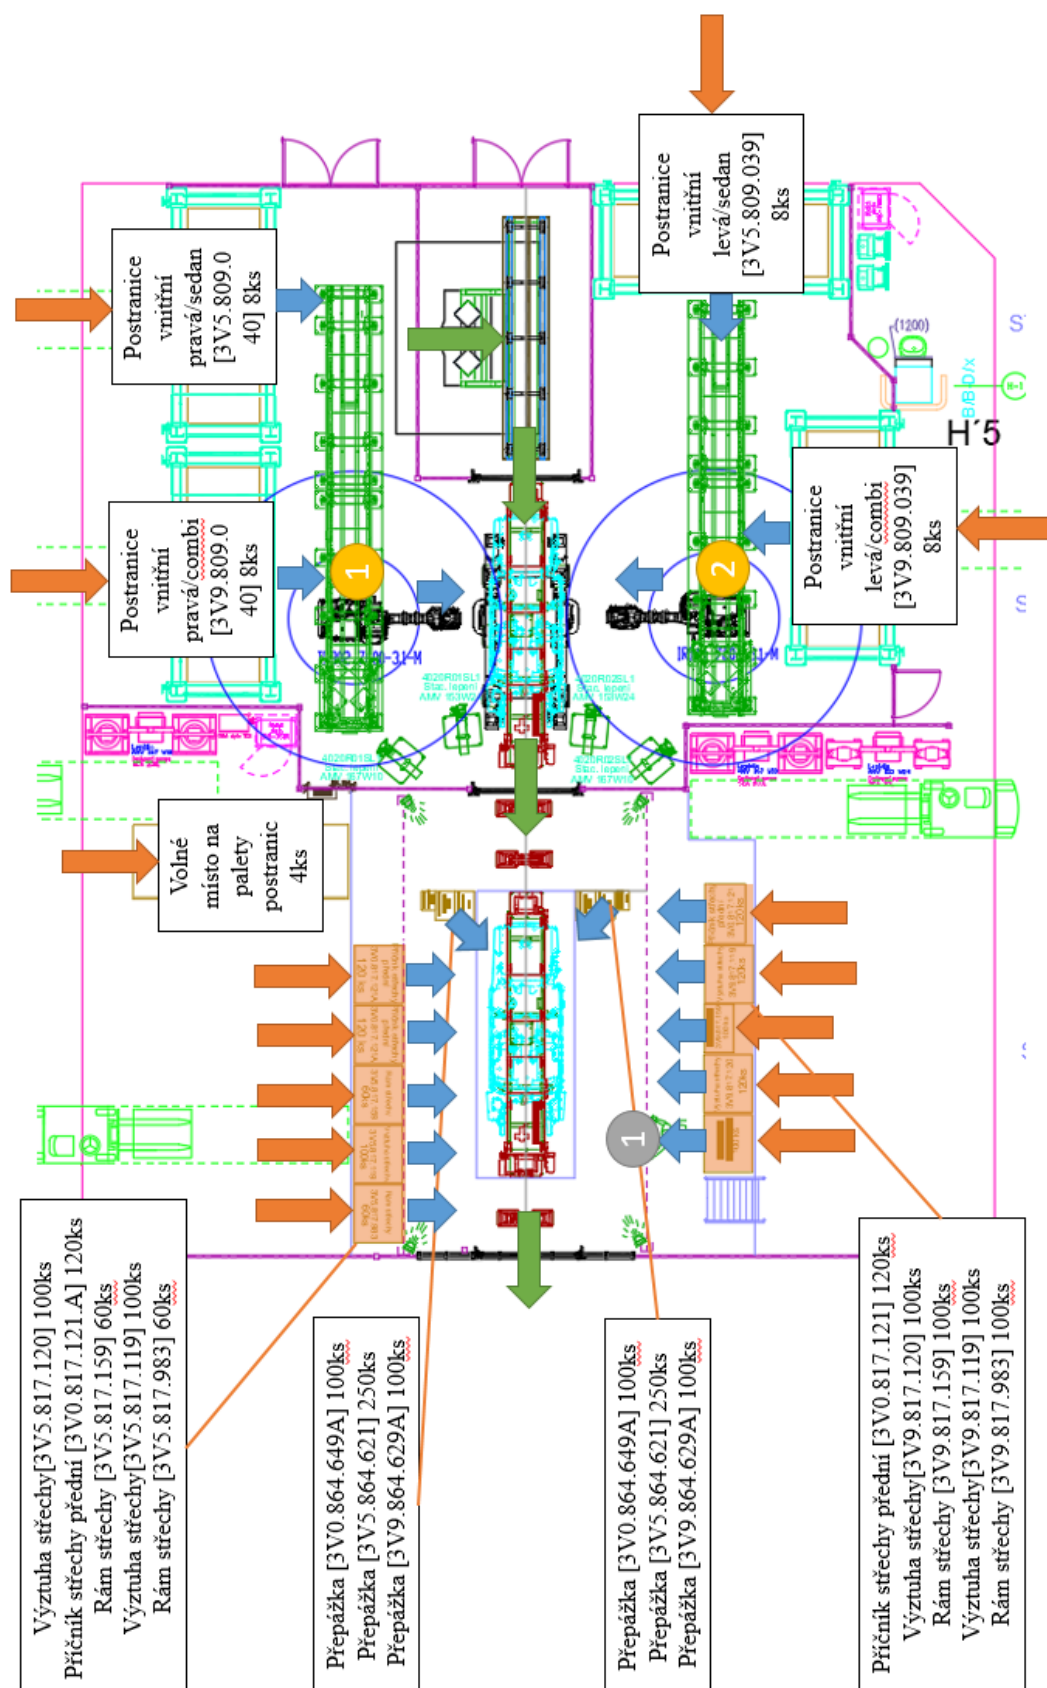 Postranice
vnitřní
levá/sedan
[3V5.809.039]
8ks
Postranice
vnitřní
pravá/sedan
[3V5.809.0
40] 8ks
(1200)
B/B-D/x
H´5
Postranice
vnitřní
pravá/combi
[3V9.809.0
40] 8ks
1
2
Postranice
vnitřní
levá/combi
[3V9.809.039]
8ks
4020R01SL1
Stac. lepení
4020R02SL1
Stac. lepení
Volné
místo na
palety
postranic
4ks
1
Výztuha střechy[3V5.817.120] 100ks
Příčník střechy přední [3V0.817.121.A] 120ks
Rám střechy [3V5.817.159] 60ks
Výztuha střechy[3V5.817.119] 100ks
Rám střechy [3V5.817.983] 60ks
Přepážka [3V0.864.649A] 100ks
Přepážka [3V5.864.621] 250ks
Přepážka [3V9.864.629A] 100ks
Přepážka [3V0.864.649A] 100ks
Přepážka [3V5.864.621] 250ks
Přepážka [3V9.864.629A] 100ks
Příčník střechy přední [3V0.817.121] 120ks
Výztuha střechy[3V9.817.120] 100ks
Rám střechy [3V9.817.159] 100ks
Výztuha střechy[3V9.817.119] 100ks
Rám střechy [3V9.817.983] 100ks